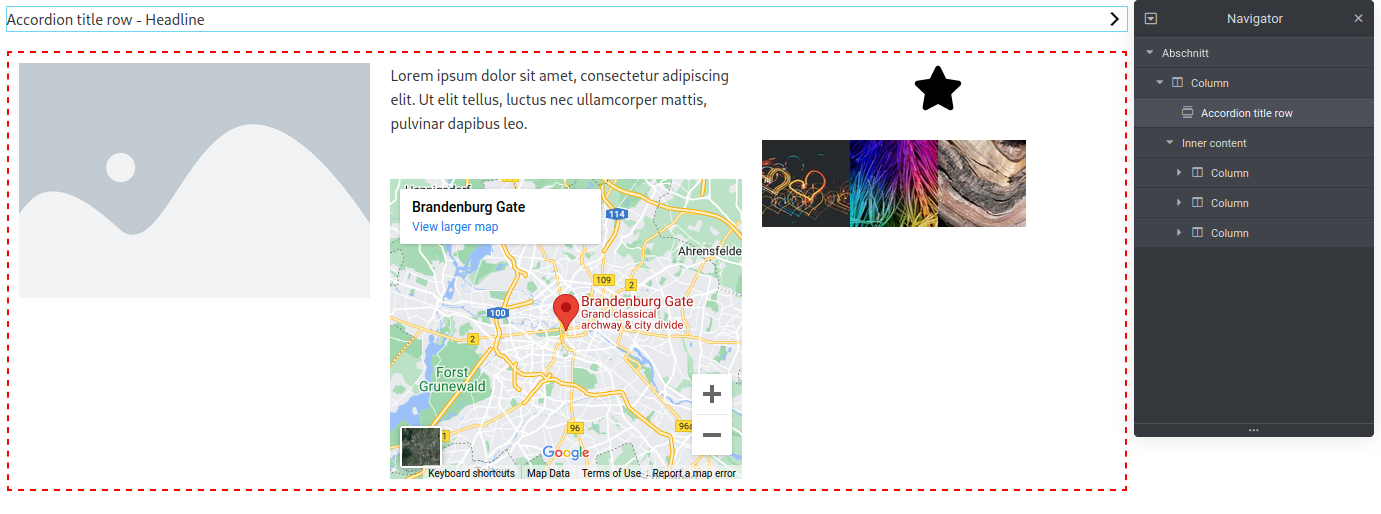 Accordion title row - Headline
Lorem ipsum dolor sit amet, consectetur adipiscing
elit. Ut elit tellus, luctus nec ullamcorper mattis,
pulvinar dapibus leo.
Brandenburg Gate
View larger map
114
Ahrensfelde
109
2
100
Brandenburg Gate
Grand classical
archway & city divide
2
Forst
Grunewald
1
96
96a
Google
Keyboard shortcuts
Map Data
Terms of Use
Report a map error
Navigator
Abschnitt
Column
Accordion title row
Inner content
Column
Column
Column